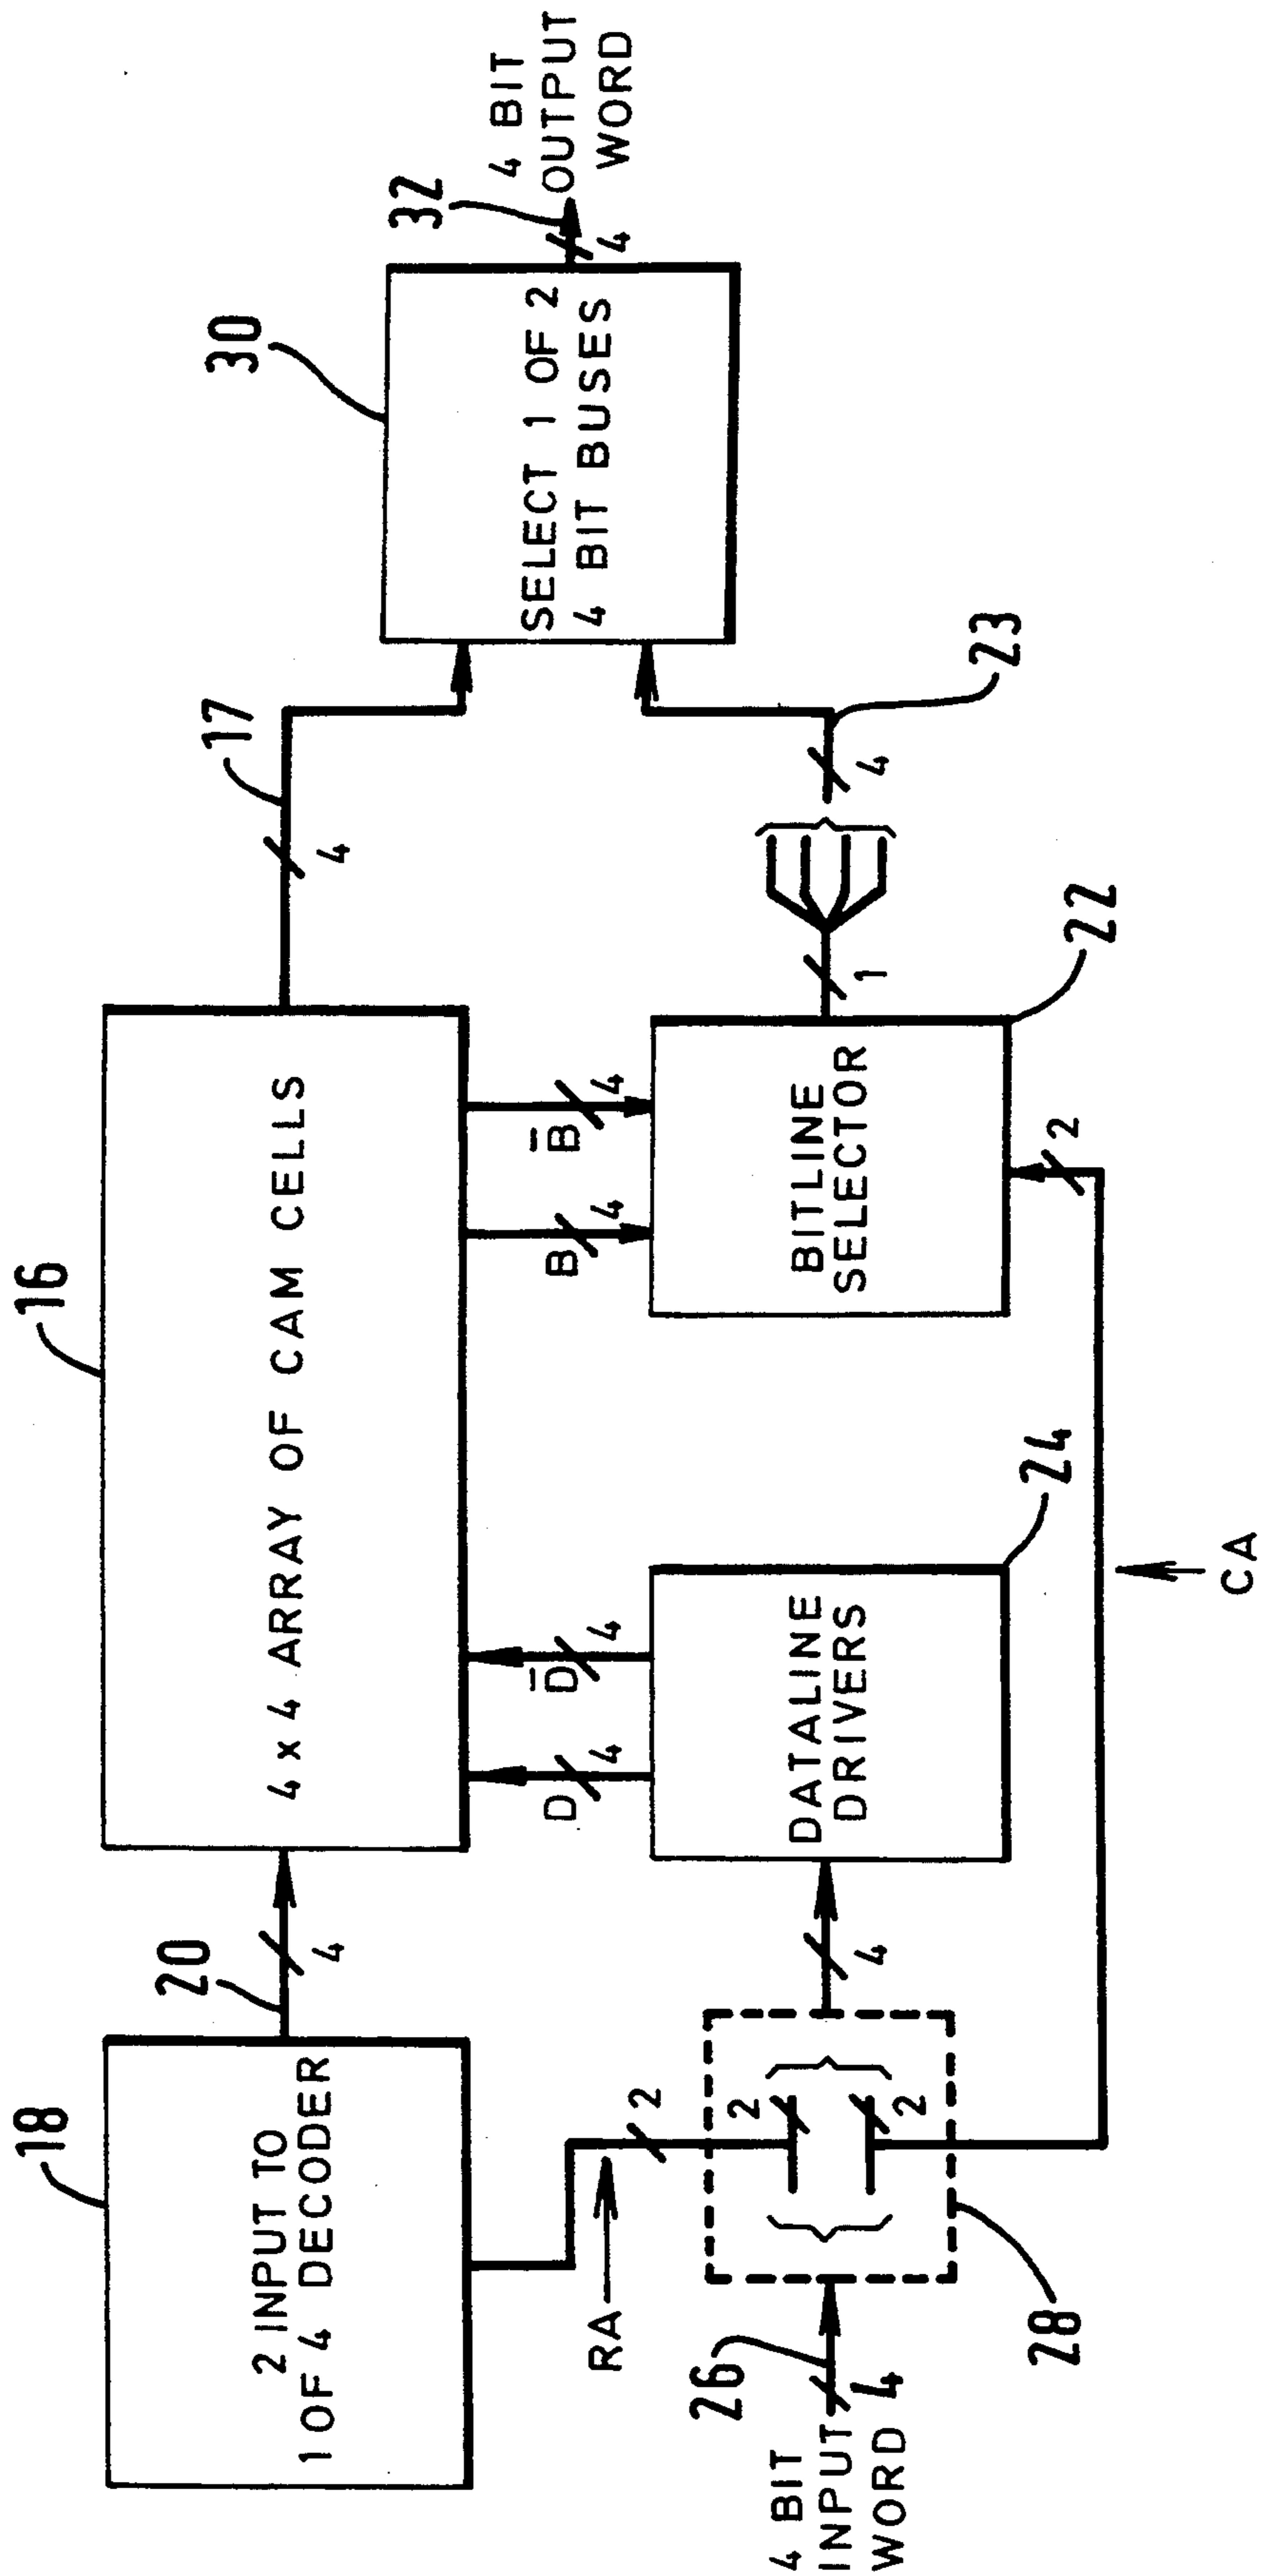 18
2 INPUT TO
1 OF 4 DECODER
20
4
16
4 x 4 ARRAY OF CAM CELLS
17
4
30
SELECT 1 OF 2
4 BIT BUSES
32
4
4 BIT
OUTPUT
WORD
RA
2
D
4
D̅
4
B
4
B̅
4
4 BIT
INPUT
WORD
26
4
2
2
28
4
DATALINE
DRIVERS
24
BITLINE
SELECTOR
22
2
1
4
23
CA